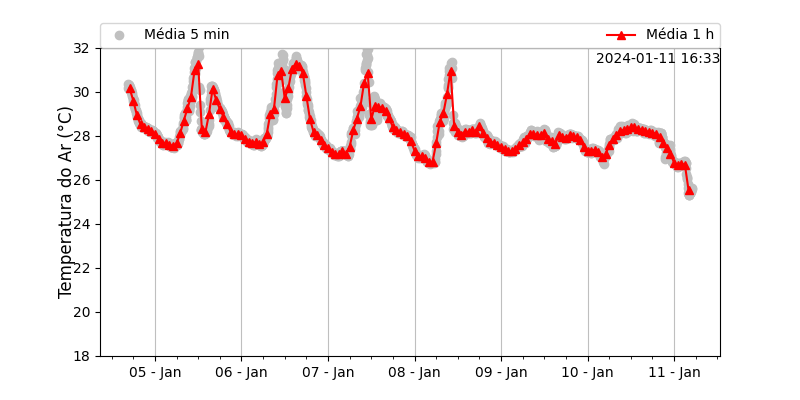 Média 5 min
Média 1 h
2024-01-11 16:33
Temperatura do Ar (°C)
32
30
28
26
24
22
20
18
05 - Jan
06 - Jan
07 - Jan
08 - Jan
09 - Jan
10 - Jan
11 - Jan